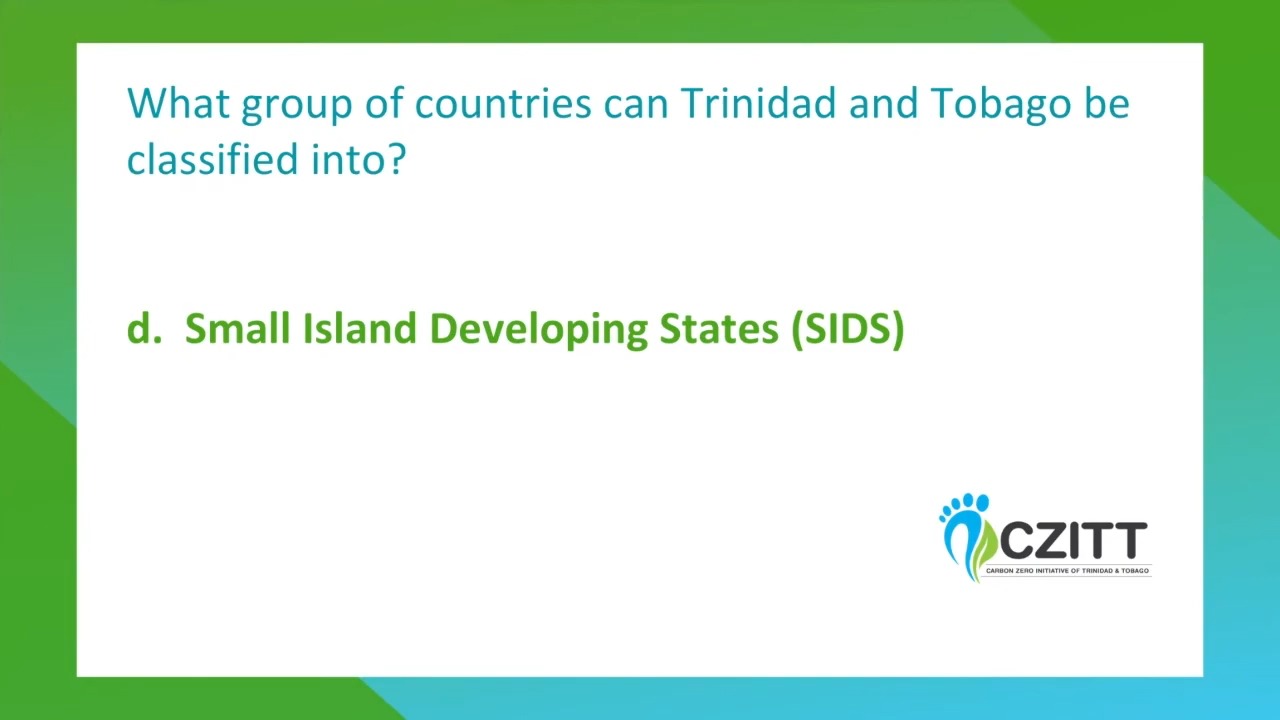 What group of countries can Trinidad and Tobago be
classified into?
d. Small Island Developing States (SIDS)
CZITT
CARBON ZERO INITIATIVE OF TRINIDAD & TOBAGO